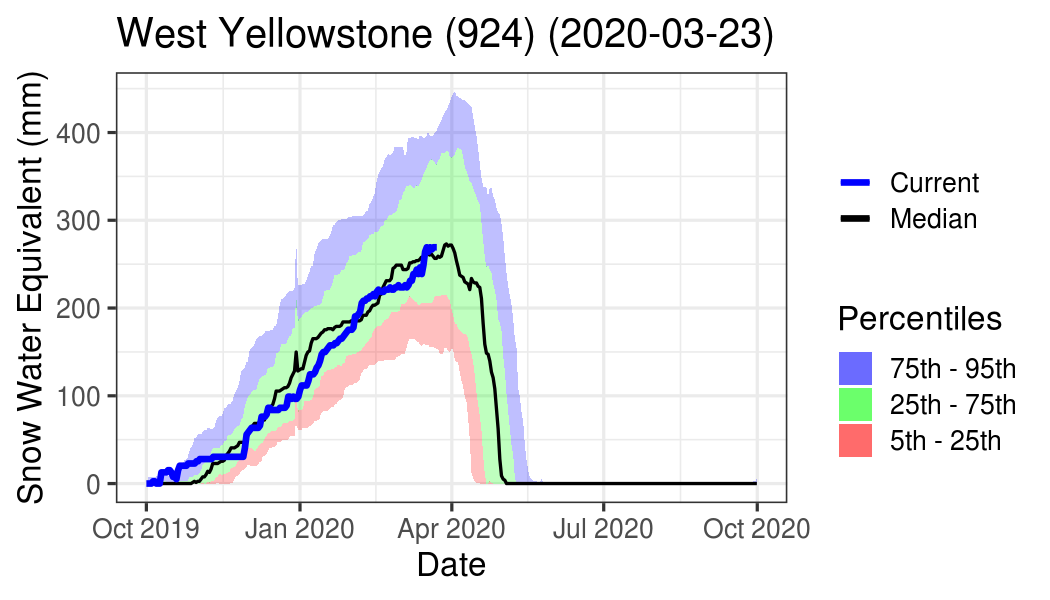 West Yellowstone (924) (2020-03-23)
Snow Water Equivalent (mm)
400
300
200
100
0
Oct 2019 Jan 2020 Apr 2020 Jul 2020 Oct 2020
Date
Current
Median
Percentiles
75th - 95th
25th - 75th
5th - 25th